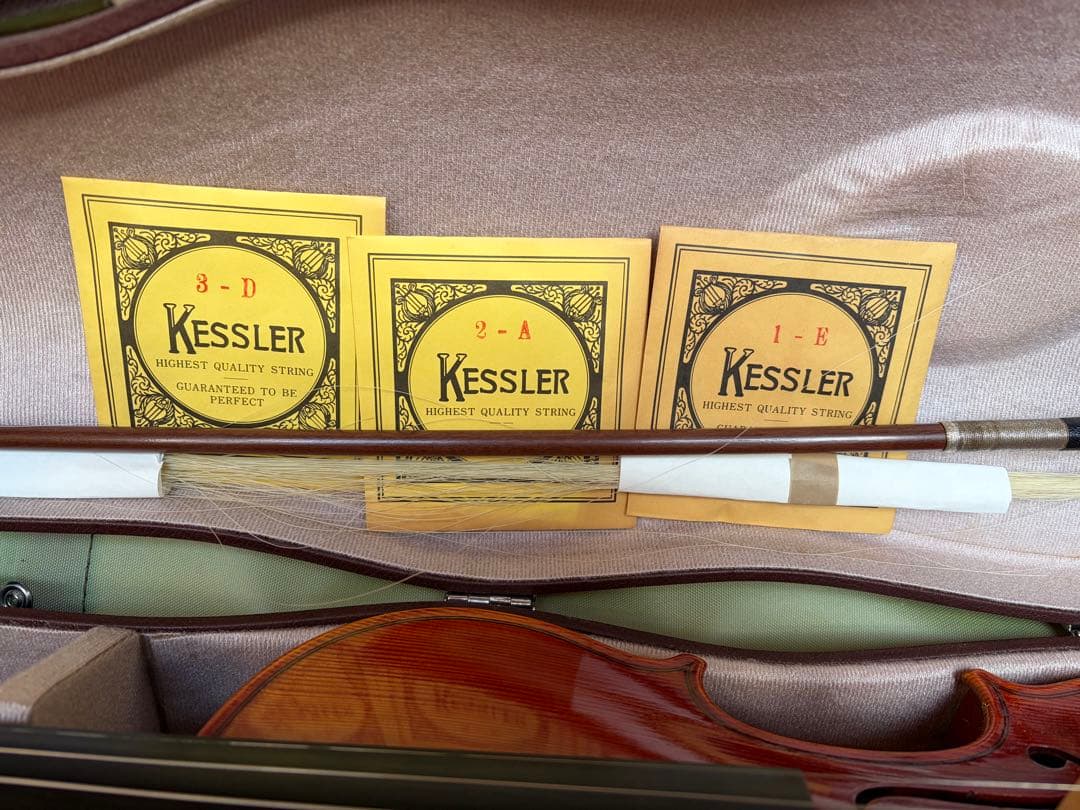 3 - D
KESSLER
HIGHEST QUALITY STRING
GUARANTEED TO BE
PERFECT
2 - A
KESSLER
HIGHEST QUALITY STRING
1 - E
KESSLER
HIGHEST QUALITY STRING